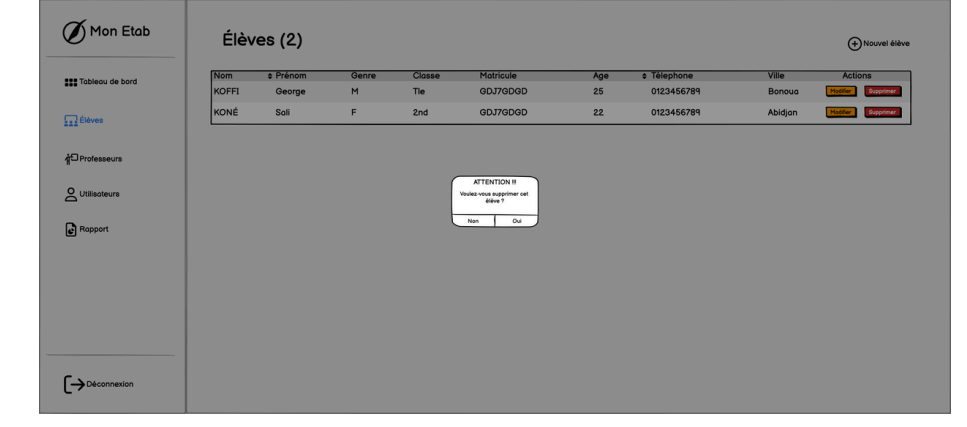 Mon Etab
Tableau de bord
Élèves
Professeurs
Utilisateurs
Rapport
Déconnexion
Élèves (2)
Nouvel élève
Nom Prénom Genre Classe Matricule Age Télephone Ville Actions
KOFFI George M Tle GDJ7GDGD 25 0123456789 Bonoua Modifier Supprimer
KONÉ Sali F 2nd GDJ7GDGD 22 0123456789 Abidjan Modifier Supprimer
ATTENTION !!!
Voulez-vous supprimer cet
élève ?
Non Oui